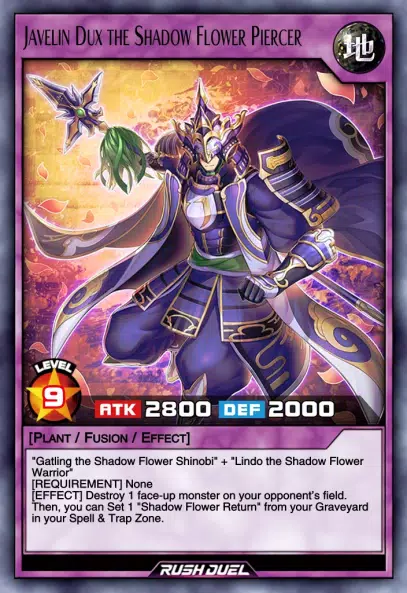 Javelin Dux the Shadow Flower Piercer
地
LEVEL
9
ATK 2800 DEF 2000
[Plant / Fusion / Effect]
"Gatling the Shadow Flower Shinobi" + "Lindo the Shadow Flower
Warrior"
[REQUIREMENT] None
[EFFECT] Destroy 1 face-up monster on your opponent's field.
Then, you can Set 1 "Shadow Flower Return" from your Graveyard
in your Spell & Trap Zone.
RUSH DUEL